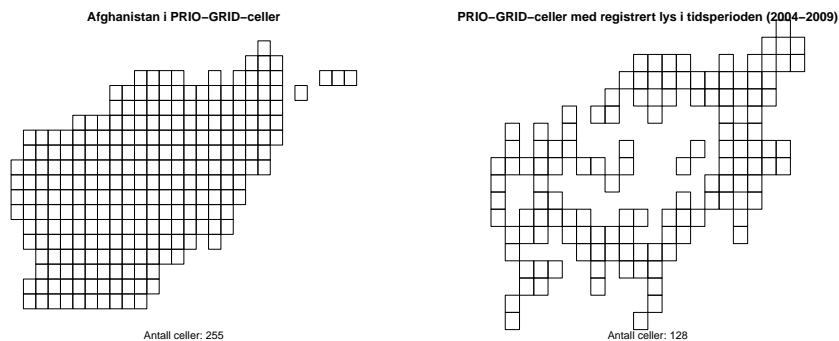 Afghanistan i PRIO−GRID−celler
PRIO−GRID−celler med registrert lys i tidsperioden (2004−2009)
Antall celler: 255
Antall celler: 128